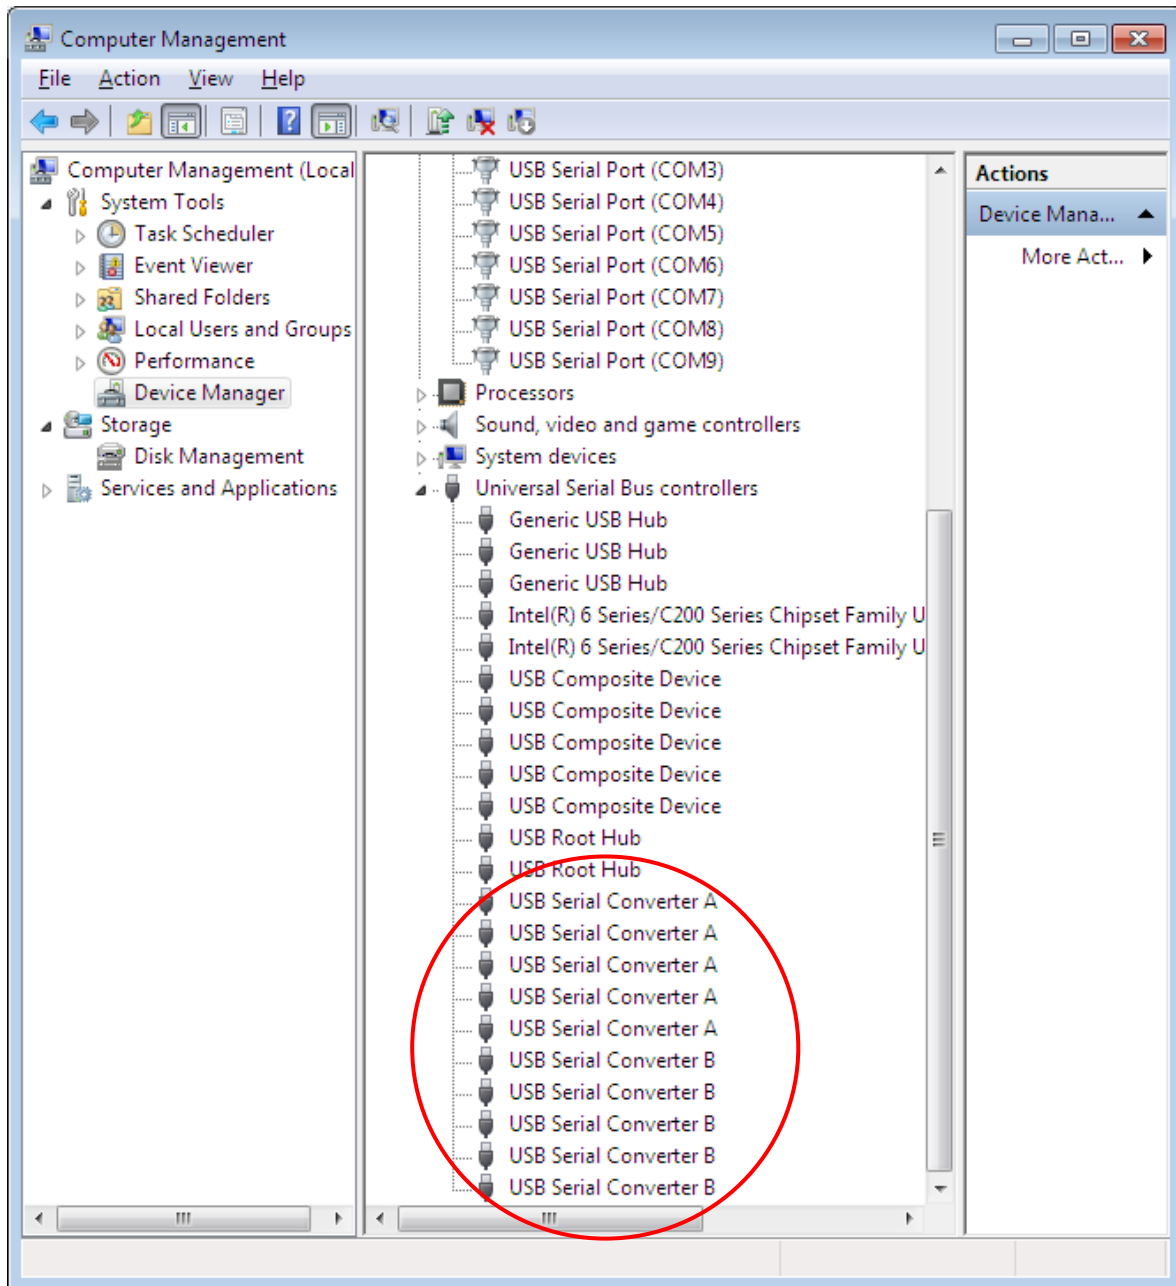 Computer Management
File Action View Help
Computer Management (Local
System Tools
Task Scheduler
Event Viewer
Shared Folders
Local Users and Groups
Performance
Device Manager
Storage
Disk Management
Services and Applications
USB Serial Port (COM3)
USB Serial Port (COM4)
USB Serial Port (COM5)
USB Serial Port (COM6)
USB Serial Port (COM7)
USB Serial Port (COM8)
USB Serial Port (COM9)
Processors
Sound, video and game controllers
System devices
Universal Serial Bus controllers
Generic USB Hub
Generic USB Hub
Generic USB Hub
Intel(R) 6 Series/C200 Series Chipset Family U
Intel(R) 6 Series/C200 Series Chipset Family U
USB Composite Device
USB Composite Device
USB Composite Device
USB Composite Device
USB Composite Device
USB Root Hub
USB Root Hub
USB Serial Converter A
USB Serial Converter A
USB Serial Converter A
USB Serial Converter A
USB Serial Converter A
USB Serial Converter B
USB Serial Converter B
USB Serial Converter B
USB Serial Converter B
USB Serial Converter B
Actions
Device Mana...
More Act...